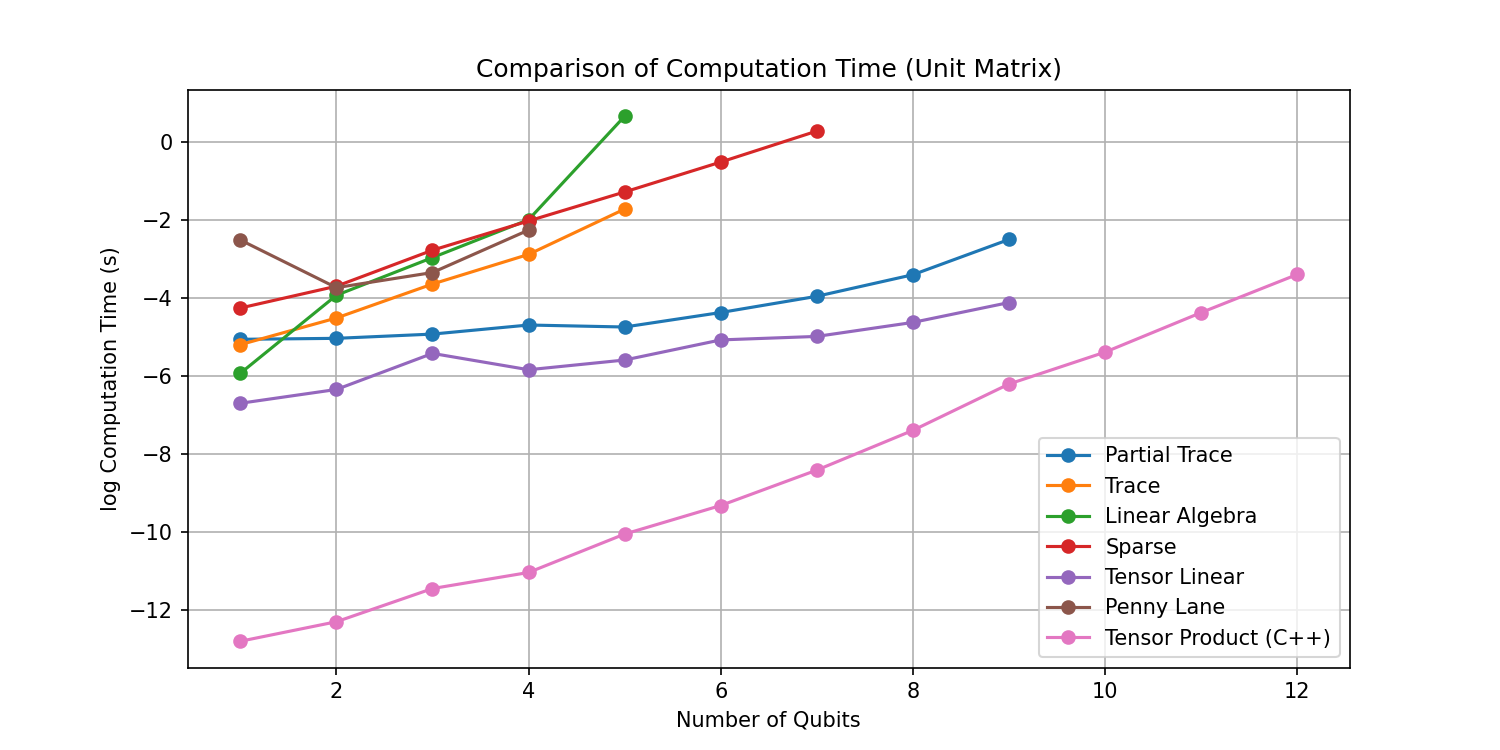 Comparison of Computation Time (Unit Matrix)
log Computation Time (s)
0
−2
−4
−6
−8
−10
−12
Partial Trace
Trace
Linear Algebra
Sparse
Tensor Linear
Penny Lane
Tensor Product (C++)
2 4 6 8 10 12
Number of Qubits